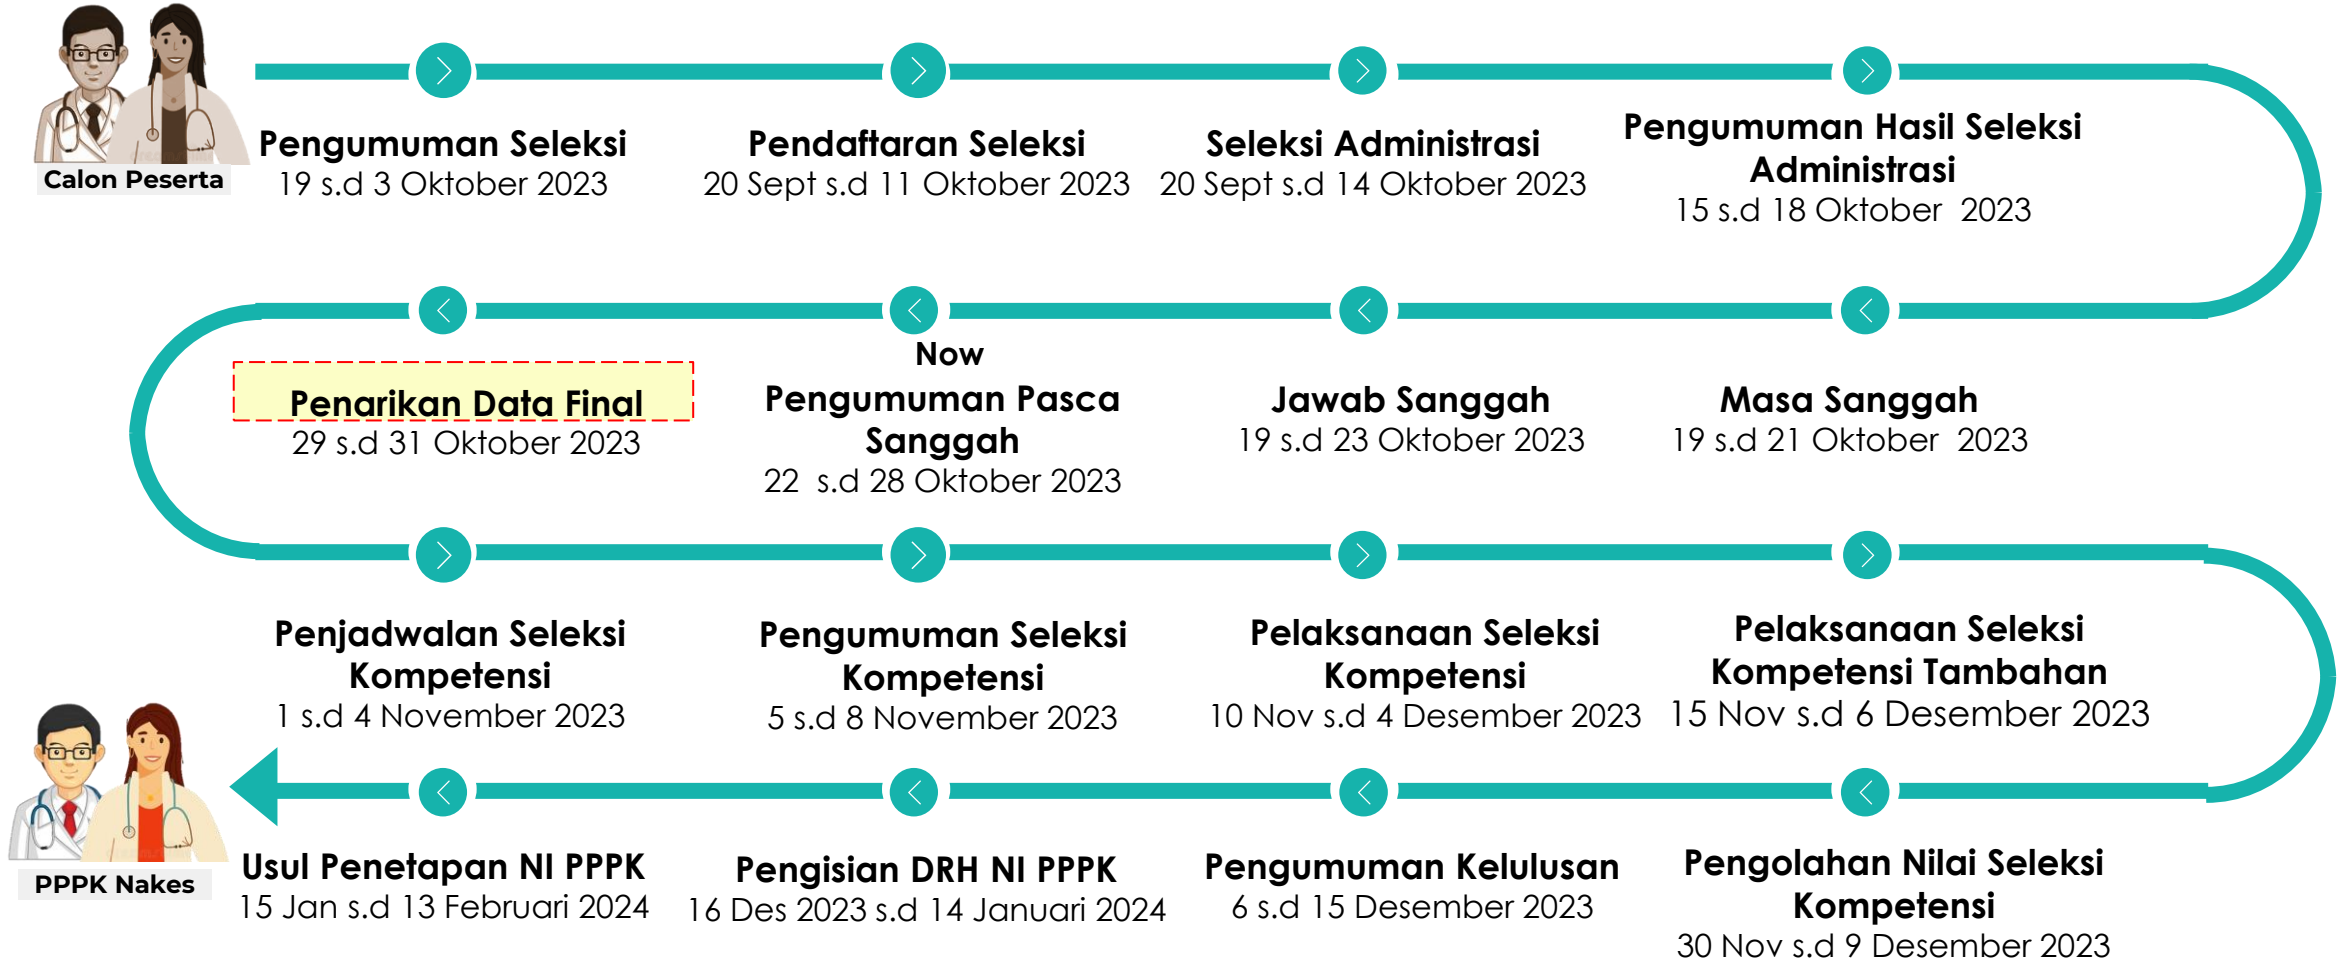 Calon Peserta
Pengumuman Seleksi
19 s.d 3 Oktober 2023
Pendaftaran Seleksi
20 Sept s.d 11 Oktober 2023
Seleksi Administrasi
20 Sept s.d 14 Oktober 2023
Pengumuman Hasil Seleksi
Administrasi
15 s.d 18 Oktober 2023
Masa Sanggah
19 s.d 21 Oktober 2023
Jawab Sanggah
19 s.d 23 Oktober 2023
Now
Pengumuman Pasca
Sanggah
22 s.d 28 Oktober 2023
Penarikan Data Final
29 s.d 31 Oktober 2023
Penjadwalan Seleksi
Kompetensi
1 s.d 4 November 2023
Pengumuman Seleksi
Kompetensi
5 s.d 8 November 2023
Pelaksanaan Seleksi
Kompetensi
10 Nov s.d 4 Desember 2023
Pelaksanaan Seleksi
Kompetensi Tambahan
15 Nov s.d 6 Desember 2023
Pengolahan Nilai Seleksi
Kompetensi
30 Nov s.d 9 Desember 2023
Pengumuman Kelulusan
6 s.d 15 Desember 2023
Pengisian DRH NI PPPK
16 Des 2023 s.d 14 Januari 2024
Usul Penetapan NI PPPK
15 Jan s.d 13 Februari 2024
PPPK Nakes